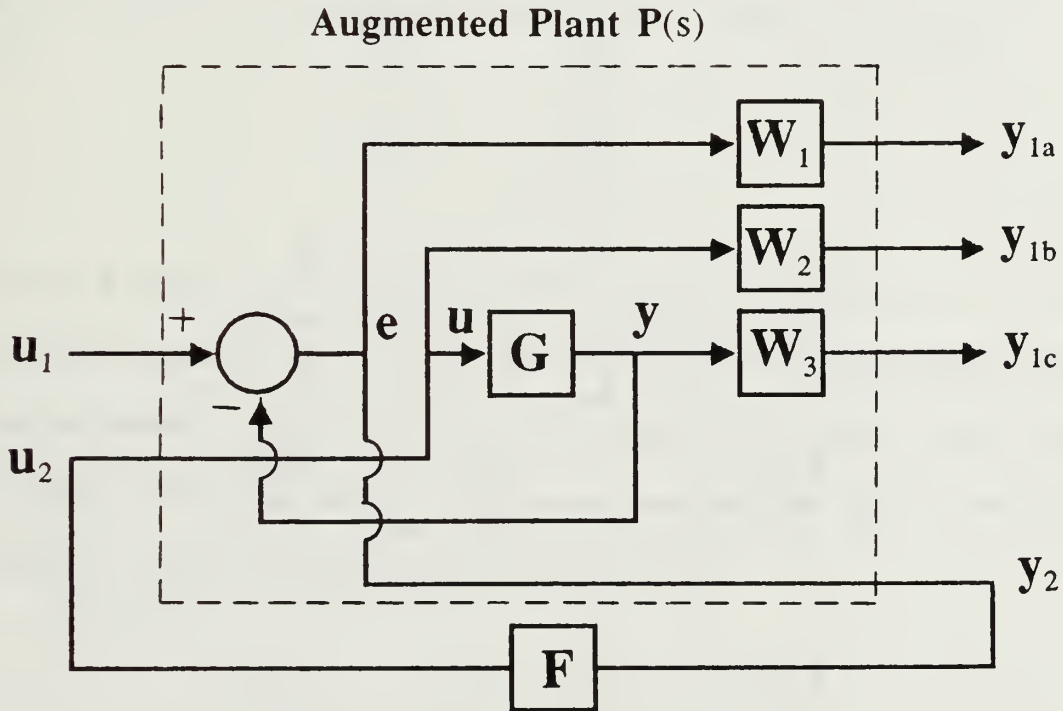 Augmented Plant P(s)
W₁
y₁ₐ
W₂
y₁b
+
e
u
y
u₁
G
W₃
y₁c
−
u₂
y₂
F